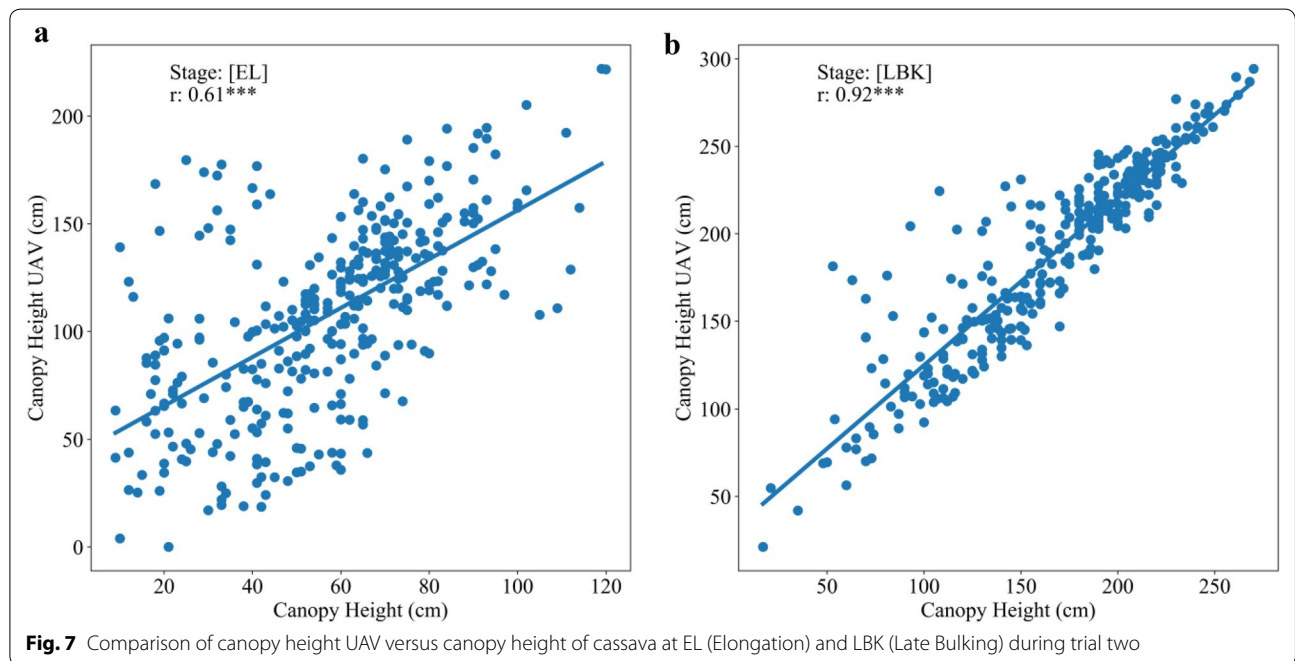 a
Stage: [EL]
r: 0.61***
200
150
100
50
0
Canopy Height UAV (cm)
20 40 60 80 100 120
Canopy Height (cm)
b
Stage: [LBK]
r: 0.92***
300
250
200
150
100
50
Canopy Height UAV (cm)
50 100 150 200 250
Canopy Height (cm)
Fig. 7 Comparison of canopy height UAV versus canopy height of cassava at EL (Elongation) and LBK (Late Bulking) during trial two